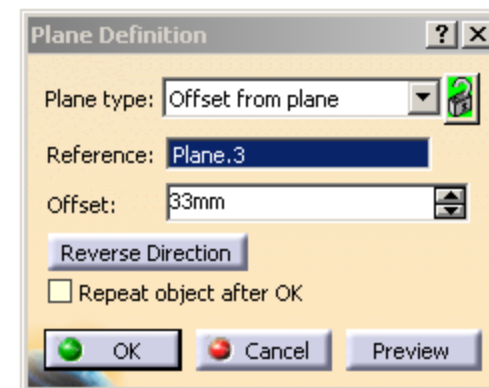 Plane Definition ? X
Plane type: Offset from plane
Reference: Plane.3
Offset: 33mm
Reverse Direction
Repeat object after OK
OK Cancel Preview